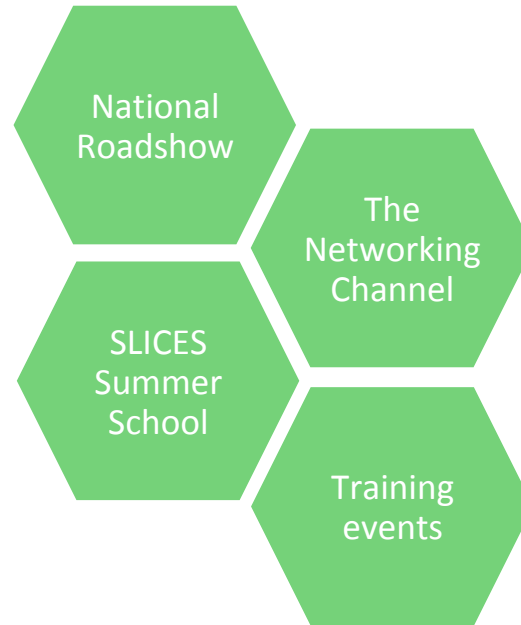 National
Roadshow
The
Networking
Channel
SLICES
Summer
School
Training
events